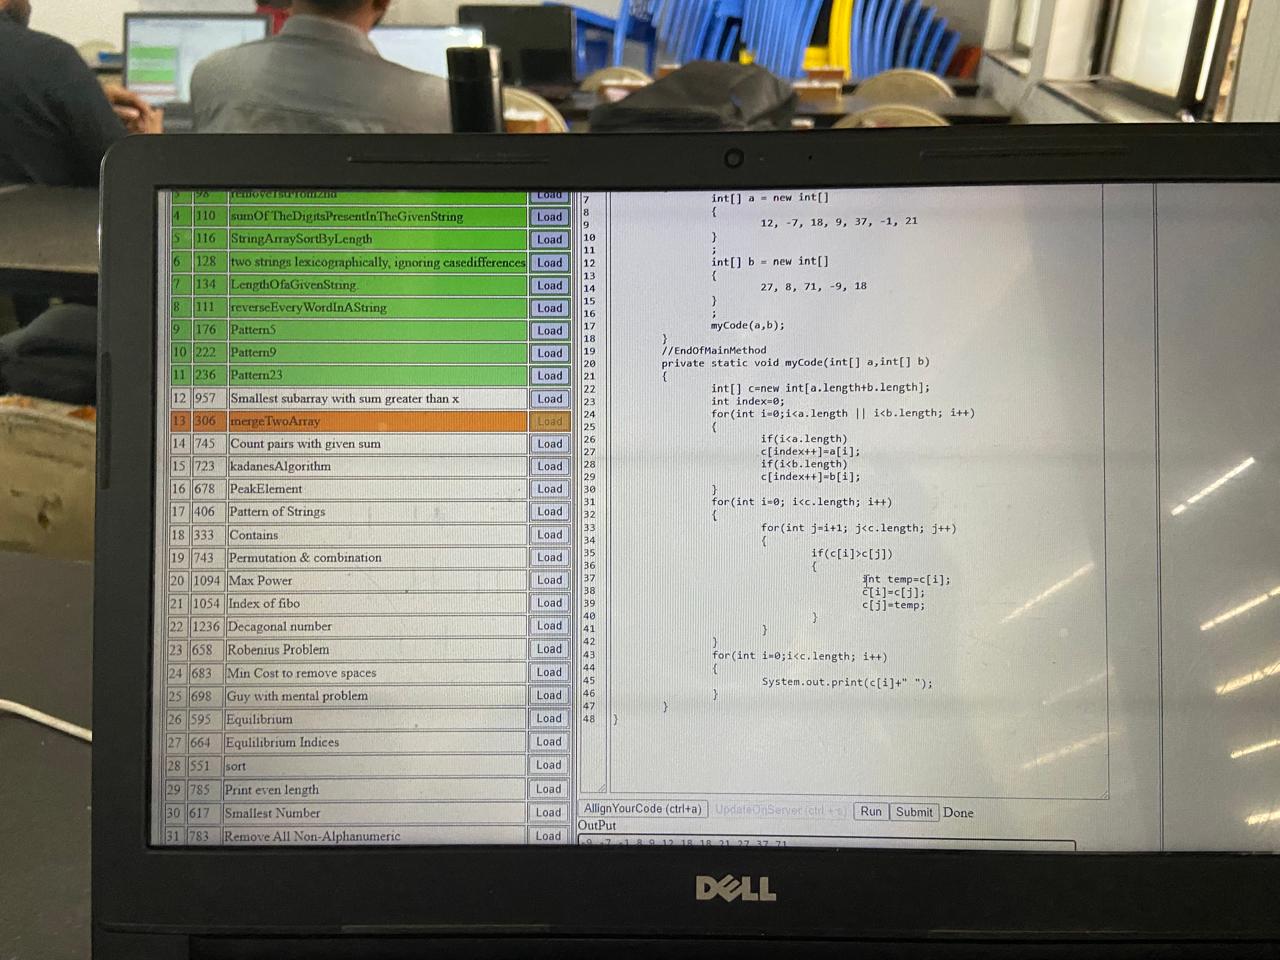 3 98 removeTstFrom2nd Load
4 110 sumOfTheDigitsPresentInTheGivenString Load
5 116 StringArraySortByLength Load
6 128 two strings lexicographically, ignoring casedifferences Load
7 134 LengthOfaGivenString. Load
8 111 reverseEveryWordInAString Load
9 176 Pattern5 Load
10 222 Pattern9 Load
11 236 Pattern23 Load
12 957 Smallest subarray with sum greater than x Load
13 306 mergeTwoArray Load
14 745 Count pairs with given sum Load
15 723 kadanesAlgorithm Load
16 678 PeakElement Load
17 406 Pattern of Strings Load
18 333 Contains Load
19 743 Permutation & combination Load
20 1094 Max Power Load
21 1054 Index of fibo Load
22 1236 Decagonal number Load
23 658 Robenius Problem Load
24 683 Min Cost to remove spaces Load
25 698 Guy with mental problem Load
26 595 Equilibrium Load
27 664 Equlilibrium Indices Load
28 551 sort Load
29 785 Print even length Load
30 617 Smallest Number Load
31 783 Remove All Non-Alphanumeric Load
7 int[] a = new int[]
8 {
9 12, -7, 18, 9, 37, -1, 21
10 }
11 ;
12 int[] b = new int[]
13 {
14 27, 8, 71, -9, 18
15 }
16 ;
17 myCode(a,b);
18 }
19 //EndOfMainMethod
20 private static void myCode(int[] a,int[] b)
21 {
22 int[] c=new int[a.length+b.length];
23 int index=0;
24 for(int i=0;i<a.length || i<b.length; i++)
25 {
26 if(i<a.length)
27 c[index++]=a[i];
28 if(i<b.length)
29 c[index++]=b[i];
30 }
31 for(int i=0; i<c.length; i++)
32 {
33 for(int j=i+1; j<c.length; j++)
34 {
35 if(c[i]>c[j])
36 {
37 int temp=c[i];
38 c[i]=c[j];
39 c[j]=temp;
40 }
41 }
42 }
43 for(int i=0;i<c.length; i++)
44 {
45 System.out.print(c[i]+" ");
46 }
47 }
48 }
AllignYourCode (ctrl+a) UpdateOnServer (ctrl + s) Run Submit Done
OutPut
-9 -7 -1 8 9 12 18 18 21 27 37 71
DELL